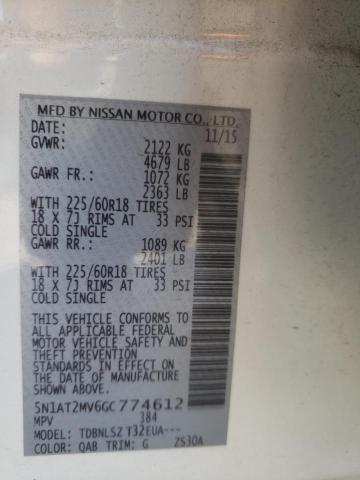 MFD BY NISSAN MOTOR CO.,LTD.
DATE: 11/15
GVWR: 2122 KG
4679 LB
GAWR FR.: 1072 KG
2363 LB
WITH 225/60R18 TIRES
18 X 7J RIMS AT 33 PSI
COLD SINGLE
GAWR RR.: 1089 KG
2401 LB
WITH 225/60R18 TIRES
18 X 7J RIMS AT 33 PSI
COLD SINGLE
THIS VEHICLE CONFORMS TO
ALL APPLICABLE FEDERAL
MOTOR VEHICLE SAFETY AND
THEFT PREVENTION
STANDARDS IN EFFECT ON
THE DATE OF MANUFACTURE
SHOWN ABOVE.
5N1AT2MV6GC774612
MPV 384
MODEL: TDBNLSZ T32EUA---
COLOR: QAB TRIM: G 2S30A